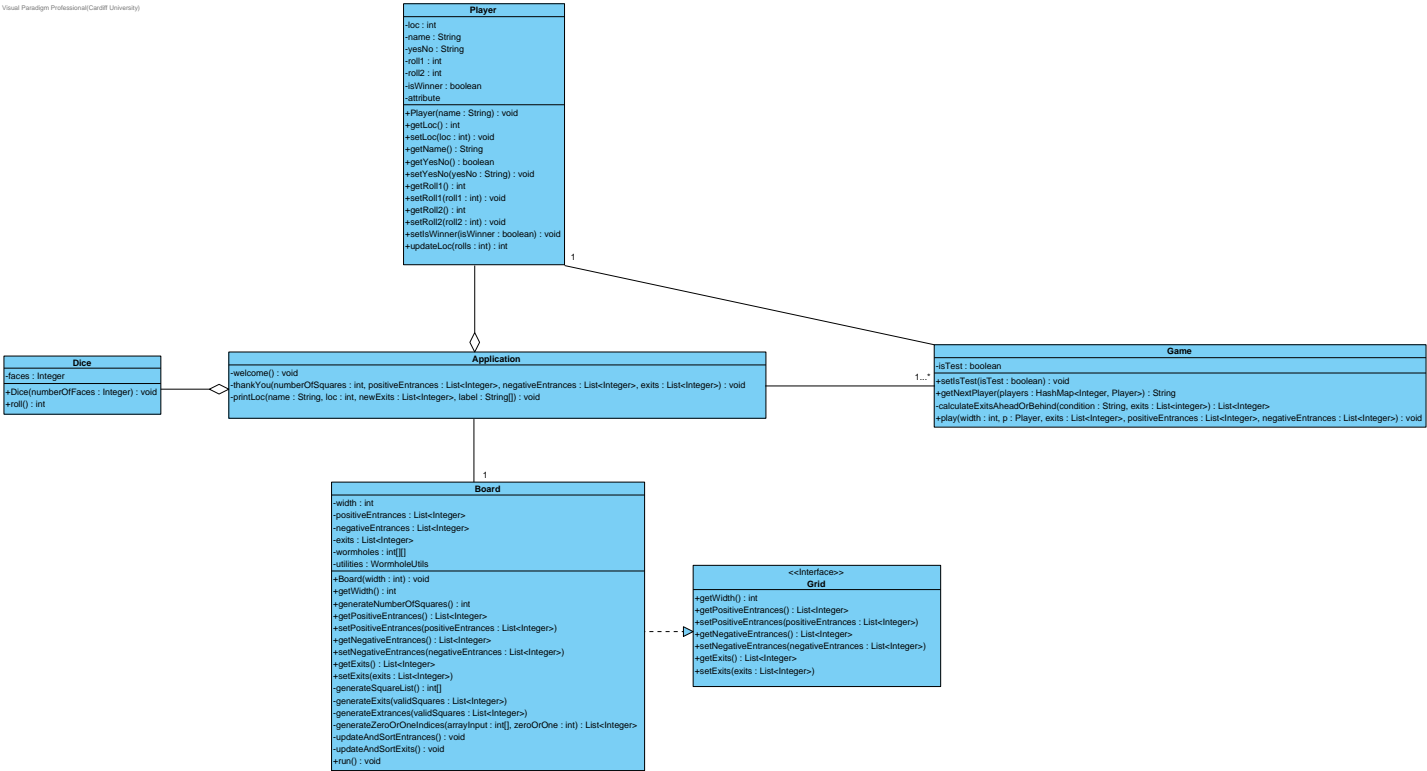 Visual Paradigm Professional(Cardiff University)
Player
-loc : int
-name : String
-yesNo : String
-roll1 : int
-roll2 : int
-isWinner : boolean
-attribute
+Player(name : String) : void
+getLoc() : int
+setLoc(loc : int) : void
+getName() : String
+getYesNo() : boolean
+setYesNo(yesNo : String) : void
+getRoll1() : int
+setRoll1(roll1 : int) : void
+getRoll2() : int
+setRoll2(roll2 : int) : void
+setIsWinner(isWinner : boolean) : void
+updateLoc(rolls : int) : int
1
Dice
-faces : Integer
+Dice(numberOfFaces : Integer) : void
+roll() : int
Application
-welcome() : void
-thankYou(numberOfSquares : int, positiveEntrances : List<Integer>, negativeEntrances : List<Integer>, exits : List<Integer>) : void
-printLoc(name : String, loc : int, newExits : List<Integer>, label : String[]) : void
1...*
Game
-isTest : boolean
+setIsTest(isTest : boolean) : void
+getNextPlayer(players : HashMap<Integer, Player>) : String
-calculateExitsAheadOrBehind(condition : String, exits : List<integer>) : List<Integer>
+play(width : int, p : Player, exits : List<Integer>, positiveEntrances : List<Integer>, negativeEntrances : List<Integer>) : void
1
Board
-width : int
-positiveEntrances : List<Integer>
-negativeEntrances : List<Integer>
-exits : List<Integer>
-wormholes : int[][]
-utilities : WormholeUtils
+Board(width : int) : void
+getWidth() : int
+generateNumberOfSquares() : int
+getPositiveEntrances() : List<Integer>
+setPositiveEntrances(positiveEntrances : List<Integer>)
+getNegativeEntrances() : List<Integer>
+setNegativeEntrances(negativeEntrances : List<Integer>)
+getExits() : List<Integer>
+setExits(exits : List<Integer>)
-generateSquareList() : int[]
-generateExits(validSquares : List<Integer>)
-generateExtrances(validSquares : List<Integer>)
-generateZeroOrOneIndices(arrayInput : int[], zeroOrOne : int) : List<Integer>
-updateAndSortEntrances() : void
-updateAndSortExits() : void
+run() : void
<<Interface>>
Grid
+getWidth() : int
+getPositiveEntrances() : List<Integer>
+setPositiveEntrances(positiveEntrances : List<Integer>)
+getNegativeEntrances() : List<Integer>
+setNegativeEntrances(negativeEntrances : List<Integer>)
+getExits() : List<Integer>
+setExits(exits : List<Integer>)